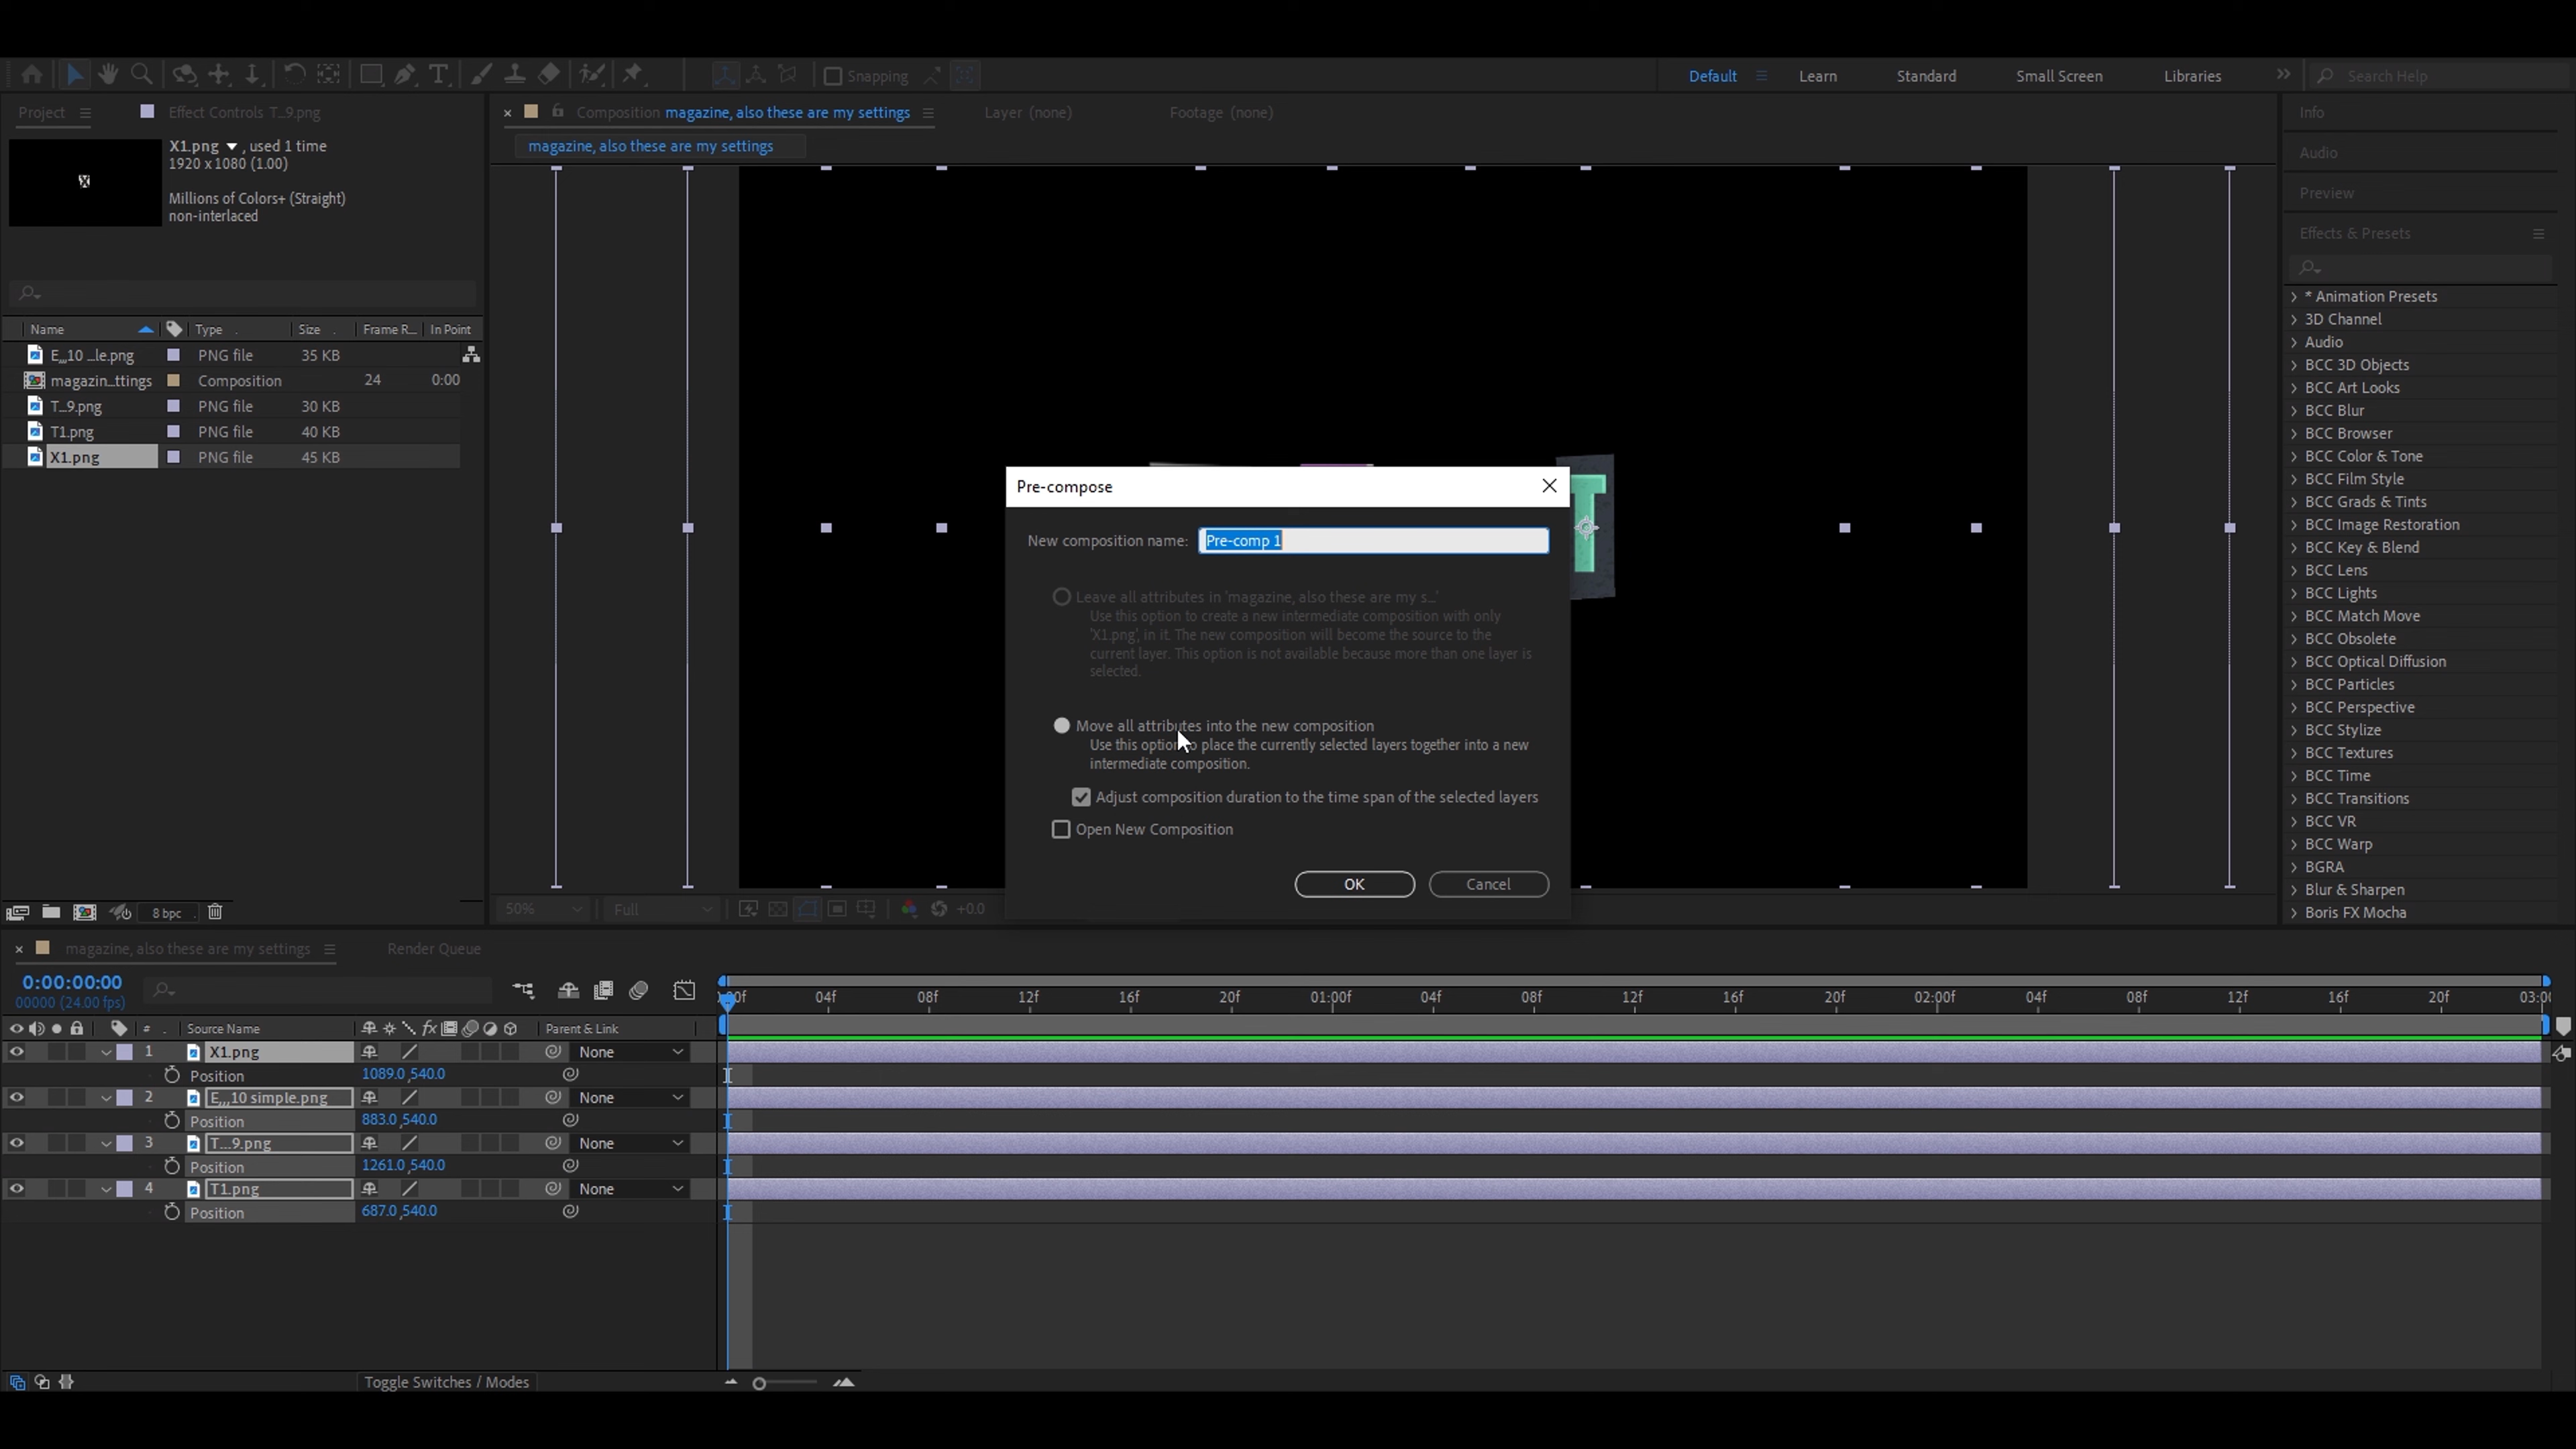 Snapping
Default
Learn
Standard
Small Screen
Libraries
Search Help
Project
Effect Controls T...9.png
Composition magazine, also these are my settings
Layer (none)
Footage (none)
magazine, also these are my settings
X1.png ▼ , used 1 time
1920 x 1080 (1.00)
Millions of Colors+ (Straight)
non-interlaced
Name Type Size Frame R... In Point
E,,,10 ...le.png PNG file 35 KB
magazin...ttings Composition 24 0:00
T...9.png PNG file 30 KB
T1.png PNG file 40 KB
X1.png PNG file 45 KB
8 bpc
T
Pre-compose
New composition name: Pre-comp 1
Leave all attributes in 'magazine, also these are my s...'
Use this option to create a new intermediate composition with only
'X1.png', in it. The new composition will become the source to the
current layer. This option is not available because more than one layer is
selected.
Move all attributes into the new composition
Use this option to place the currently selected layers together into a new
intermediate composition.
Adjust composition duration to the time span of the selected layers
Open New Composition
OK
Cancel
50%
Full
+0.0
Info
Audio
Preview
Effects & Presets
* Animation Presets
3D Channel
Audio
BCC 3D Objects
BCC Art Looks
BCC Blur
BCC Browser
BCC Color & Tone
BCC Film Style
BCC Grads & Tints
BCC Image Restoration
BCC Key & Blend
BCC Lens
BCC Lights
BCC Match Move
BCC Obsolete
BCC Optical Diffusion
BCC Particles
BCC Perspective
BCC Stylize
BCC Textures
BCC Time
BCC Transitions
BCC VR
BCC Warp
BGRA
Blur & Sharpen
Boris FX Mocha
magazine, also these are my settings
Render Queue
0:00:00:00
00000 (24.00 fps)
04f 08f 12f 16f 20f 01:00f 04f 08f 12f 16f 20f 02:00f 04f 08f 12f 16f 20f 03:00
# Source Name fx Parent & Link
1 X1.png None
Position 1089.0,540.0
2 E,,,10 simple.png None
Position 883.0,540.0
3 T...9.png None
Position 1261.0,540.0
4 T1.png None
Position 687.0,540.0
Toggle Switches / Modes